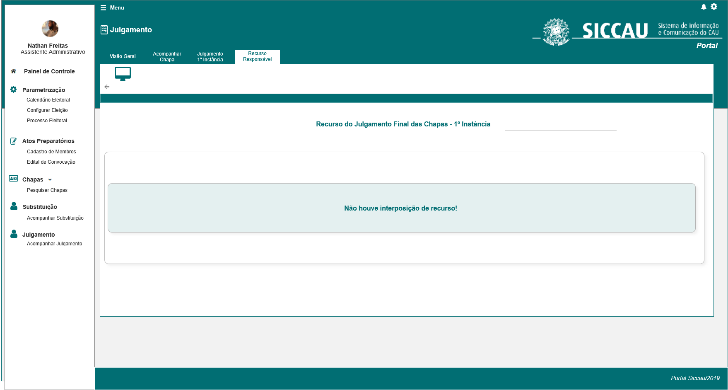 Menu
Julgamento
SICCAU
Sistema de Informação
e Comunicação do CAU
Portal
Nathan Freitas
Assistente Administrativo
Visão Geral
Acompanhar
Chapa
Julgamento
1ª Instância
Recurso
Responsável
Painel de Controle
Parametrização
Calendário Eleitoral
Configurar Eleição
Processo Eleitoral
Atos Preparatórios
Cadastro de Membros
Edital de Convocação
Chapas
Pesquisar Chapas
Substituição
Acompanhar Substituição
Julgamento
Acompanhar Julgamento
Recurso do Julgamento Final das Chapas - 1ª Instância
Não houve interposição de recurso!
Portal Siccau/2019